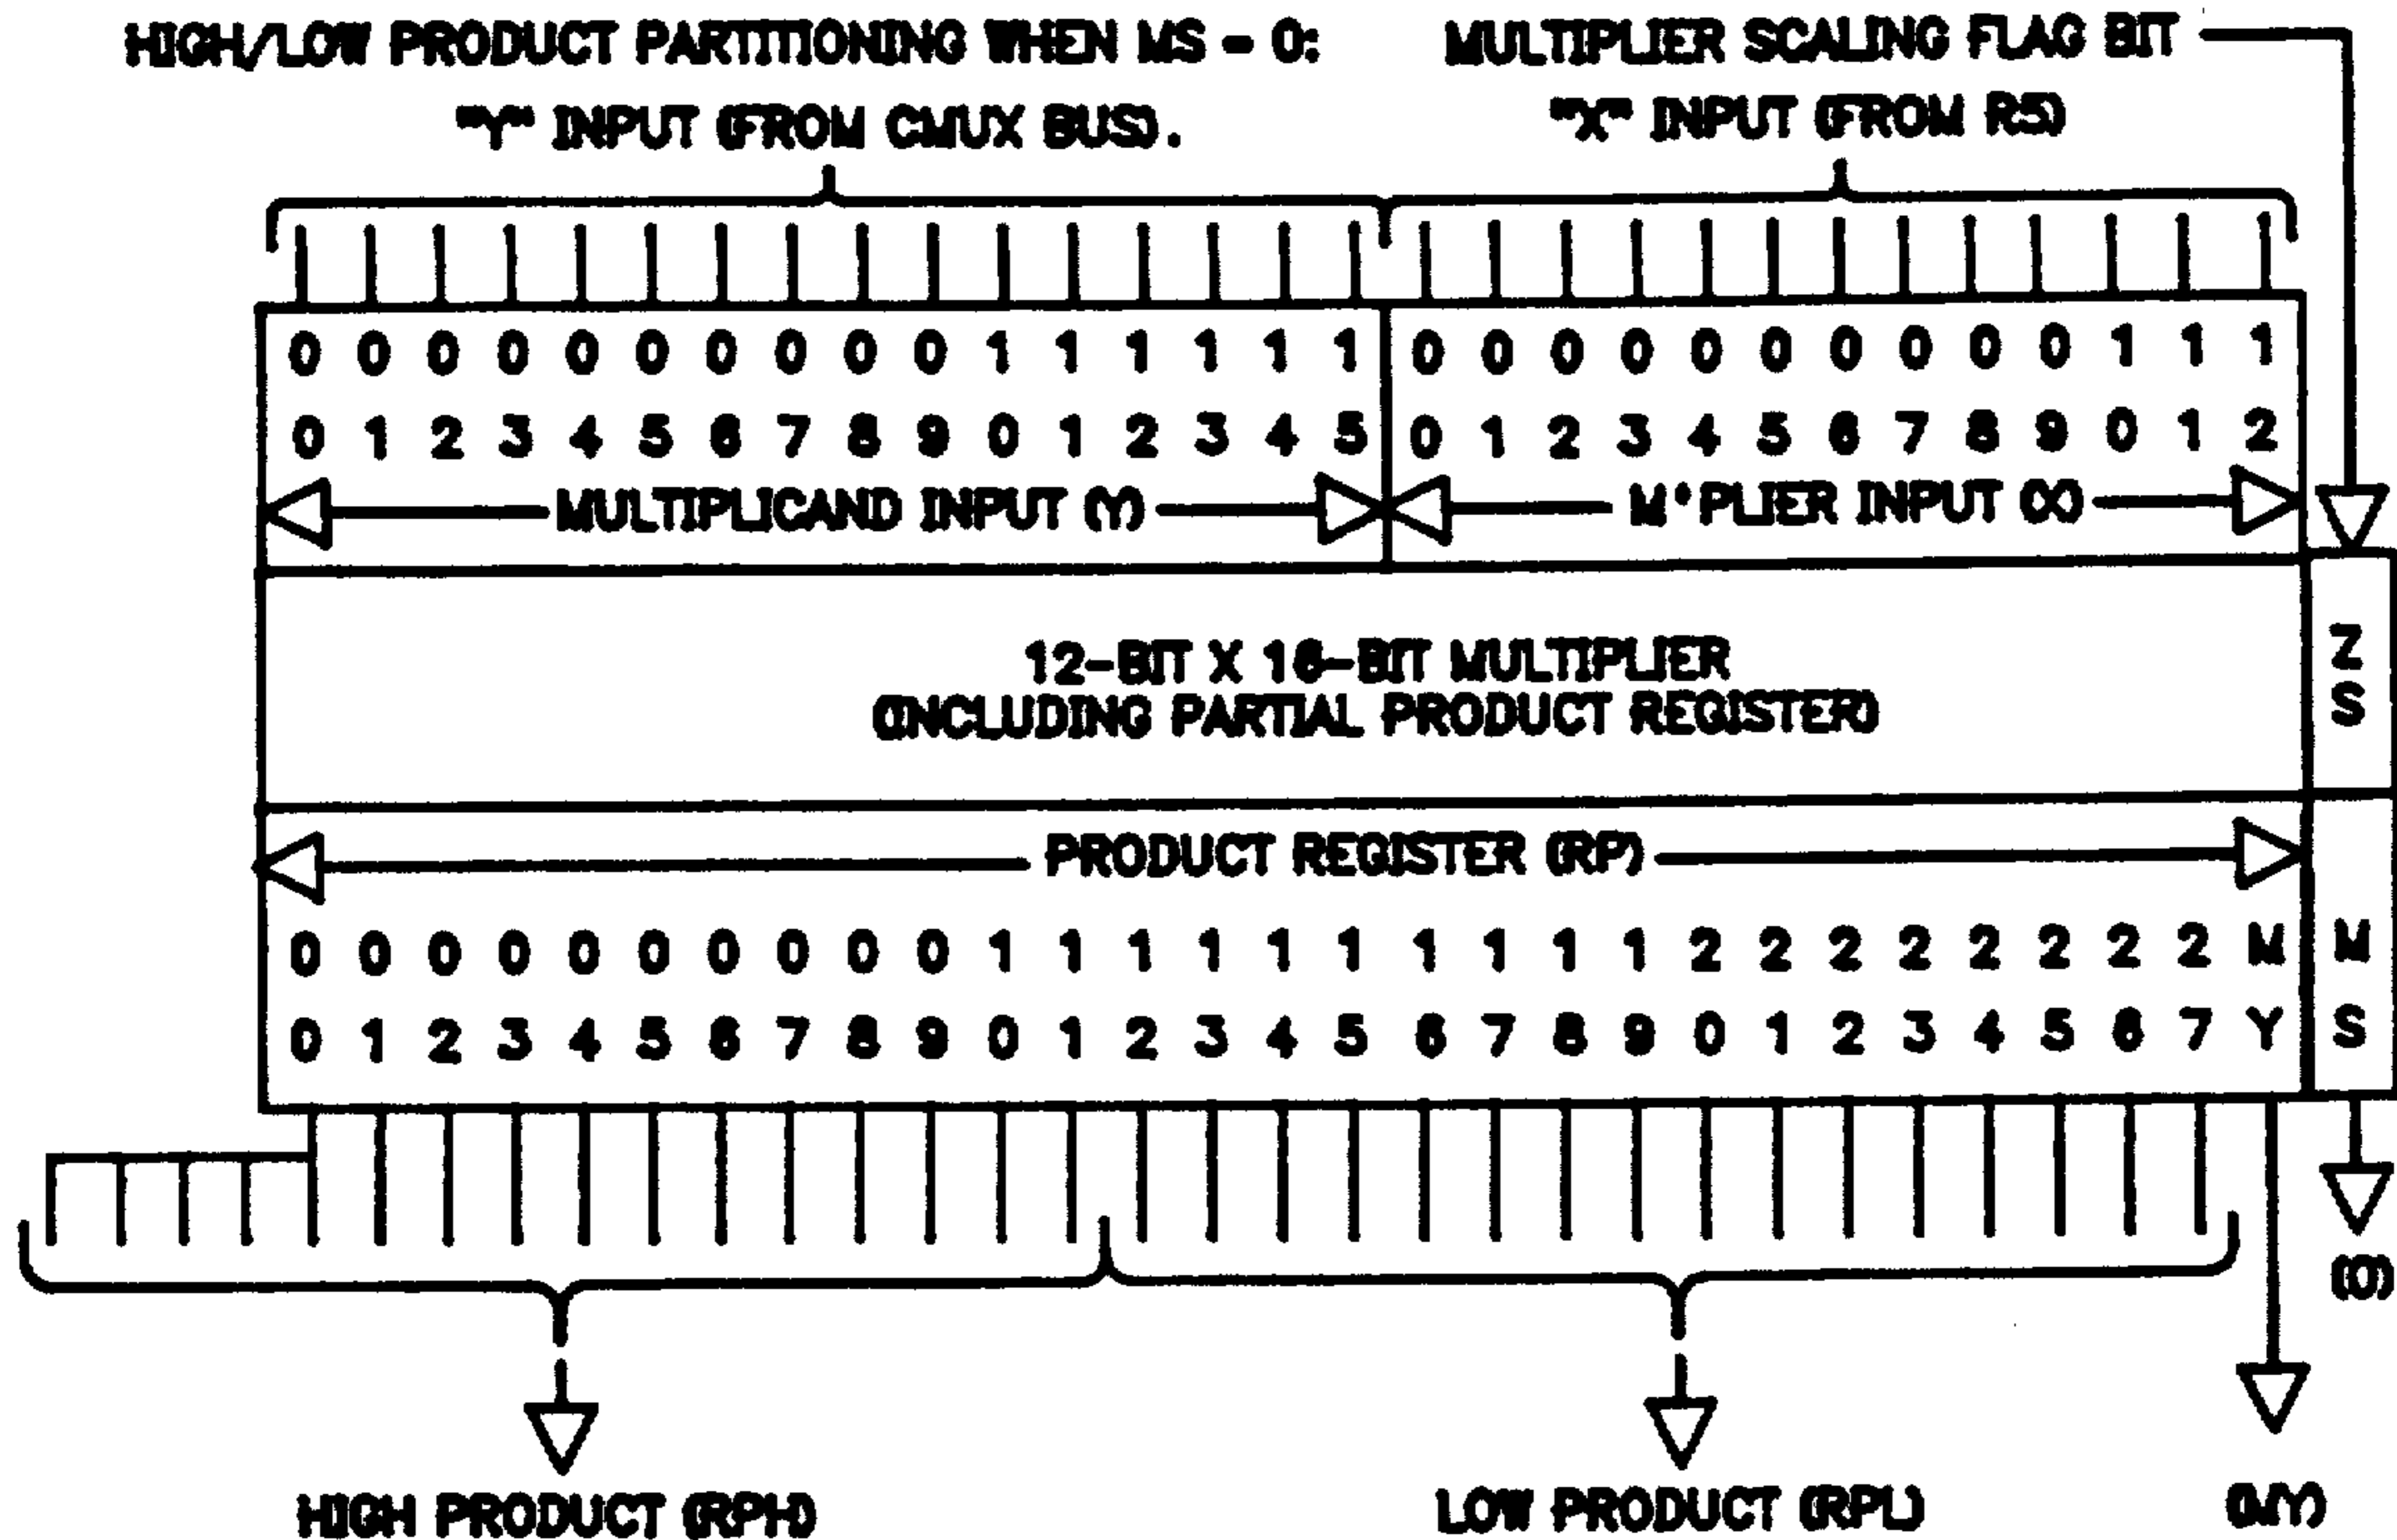 HIGH/LOW PRODUCT PARTITIONING WHEN MS = 0:
MULTIPLIER SCALING FLAG BIT
"Y" INPUT (FROM CMUX BUS).
"X" INPUT (FROM R5)
0 0 0 0 0 0 0 0 0 0 1 1 1 1 1 1 0 0 0 0 0 0 0 0 0 0 1 1 1
0 1 2 3 4 5 6 7 8 9 0 1 2 3 4 5 0 1 2 3 4 5 6 7 8 9 0 1 2
MULTIPLICAND INPUT (Y)
M'PLIER INPUT (X)
12-BIT X 16-BIT MULTIPLIER
(INCLUDING PARTIAL PRODUCT REGISTER)
Z
S
PRODUCT REGISTER (RP)
0 0 0 0 0 0 0 0 0 0 1 1 1 1 1 1 1 1 1 1 2 2 2 2 2 2 2 2 M M
0 1 2 3 4 5 6 7 8 9 0 1 2 3 4 5 6 7 8 9 0 1 2 3 4 5 6 7 Y S
(0)
HIGH PRODUCT (RPH)
LOW PRODUCT (RPL)